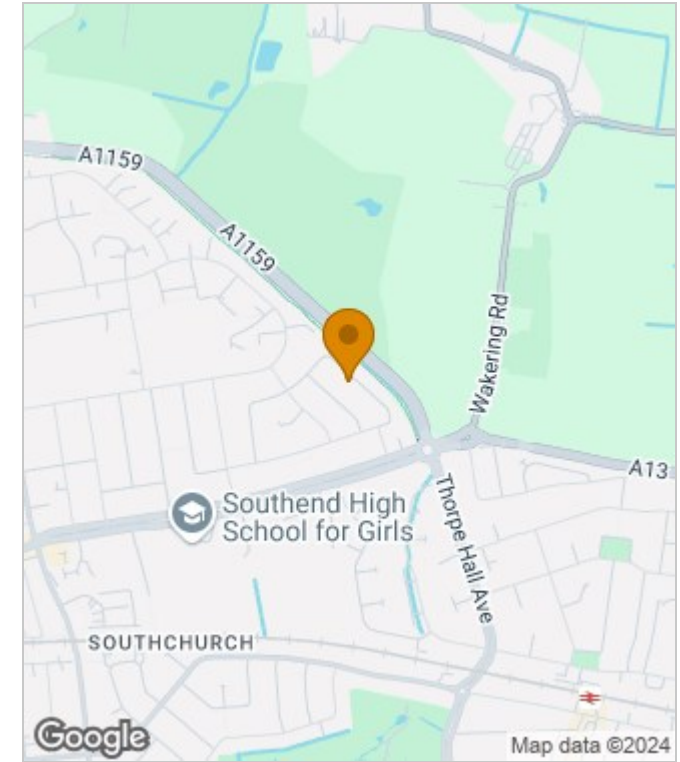 A1159
A1159
Wakering Rd
A13
Southend High
School for Girls
Thorpe Hall Ave
SOUTHCHURCH
Google
Map data ©2024